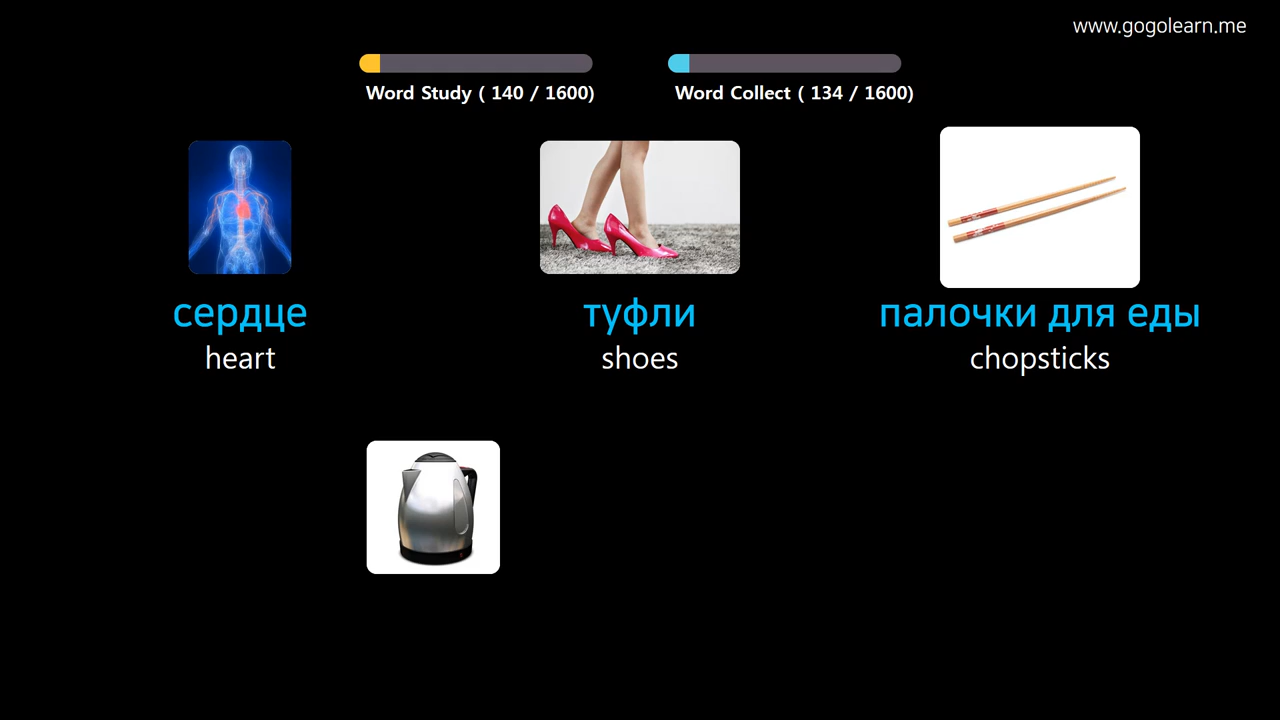 www.gogolearn.me
Word Study ( 140 / 1600)
Word Collect ( 134 / 1600)
сердце
heart
туфли
shoes
палочки для еды
chopsticks